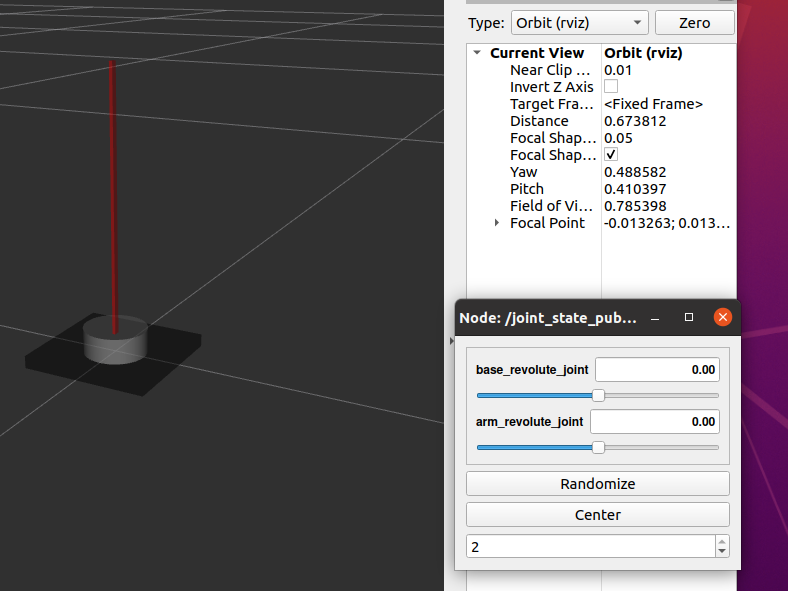 Type: Orbit (rviz) Zero
Current View Orbit (rviz)
Near Clip ... 0.01
Invert Z Axis
Target Fra... <Fixed Frame>
Distance 0.673812
Focal Shap... 0.05
Focal Shap... ✓
Yaw 0.488582
Pitch 0.410397
Field of Vi... 0.785398
Focal Point -0.013263; 0.013...
Node: /joint_state_pub...
base_revolute_joint 0.00
arm_revolute_joint 0.00
Randomize
Center
2